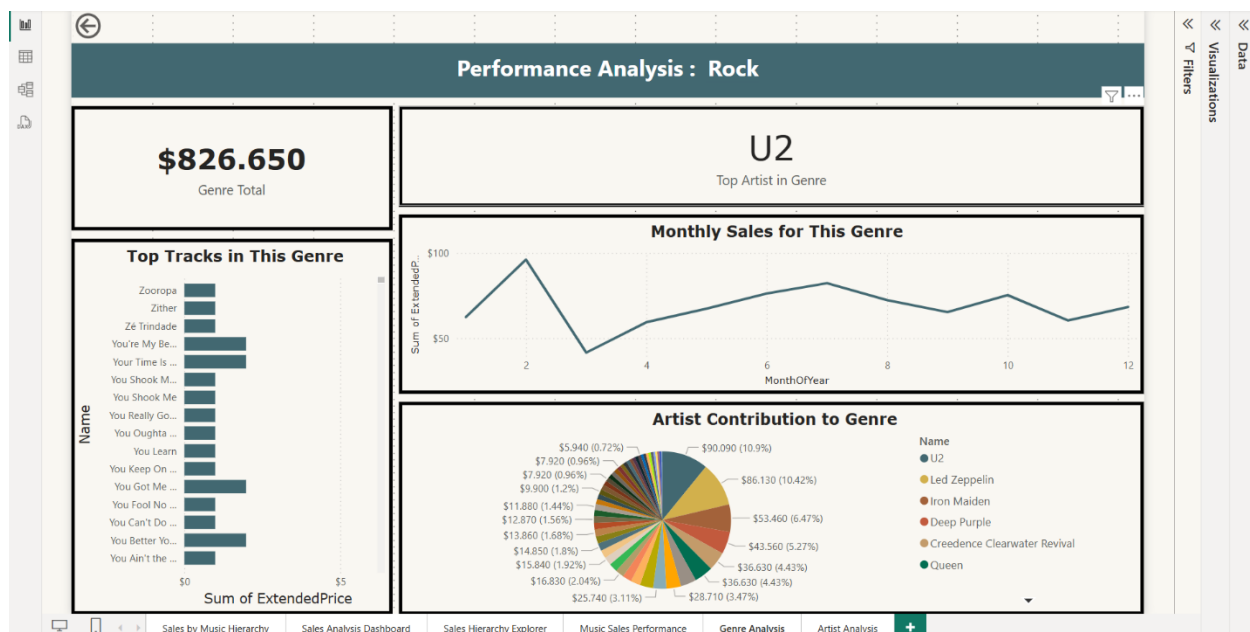 Performance Analysis : Rock
$826.650
Genre Total
U2
Top Artist in Genre
Top Tracks in This Genre
Name
Zooropa
Zither
Zé Trindade
You're My Be...
Your Time Is ...
You Shook M...
You Shook Me
You Really Go...
You Oughta ...
You Learn
You Keep On ...
You Got Me ...
You Fool No ...
You Can't Do ...
You Better Yo...
You Ain't the ...
$0 $5
Sum of ExtendedPrice
Monthly Sales for This Genre
Sum of ExtendedP...
$100
$50
2 4 6 8 10 12
MonthOfYear
Artist Contribution to Genre
$90.090 (10.9%)
$86.130 (10.42%)
$53.460 (6.47%)
$43.560 (5.27%)
$36.630 (4.43%)
$36.630 (4.43%)
$28.710 (3.47%)
$25.740 (3.11%)
$16.830 (2.04%)
$15.840 (1.92%)
$14.850 (1.8%)
$13.860 (1.68%)
$12.870 (1.56%)
$11.880 (1.44%)
$9.900 (1.2%)
$7.920 (0.96%)
$7.920 (0.96%)
$5.940 (0.72%)
Name
U2
Led Zeppelin
Iron Maiden
Deep Purple
Creedence Clearwater Revival
Queen
Filters
Visualizations
Data
Sales by Music Hierarchy
Sales Analysis Dashboard
Sales Hierarchy Explorer
Music Sales Performance
Genre Analysis
Artist Analysis